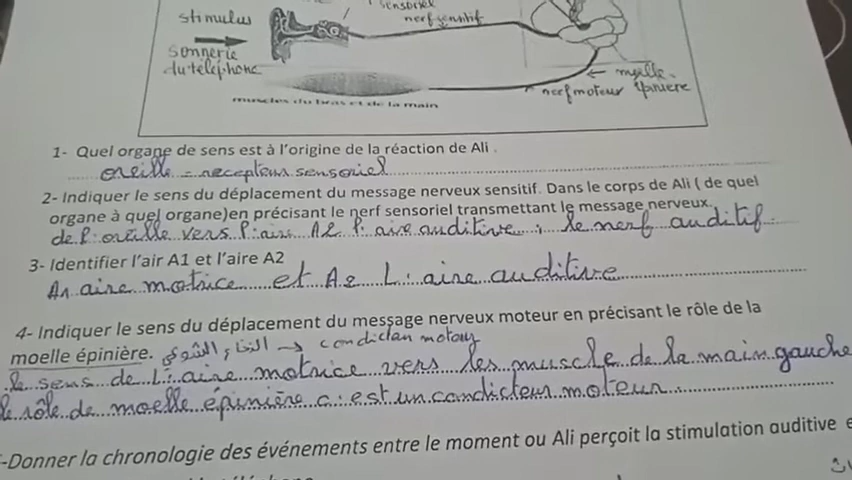 sensoriel
stimulus
nerf sensitif
sonnerie
du telephone
moelle
nerf moteur épinière
muscles du bras et de la main
1- Quel organe de sens est à l'origine de la réaction de Ali .
oreille = recepteur sensoriel
2- Indiquer le sens du déplacement du message nerveux sensitif. Dans le corps de Ali ( de quel
organe à quel organe)en précisant le nerf sensoriel transmettant le message nerveux.
de l'oreille vers l'air A2 l'aire auditive , le nerf auditif.
3- Identifier l'air A1 et l'aire A2
A1 aire motrice et A2 L'aire auditive
4- Indiquer le sens du déplacement du message nerveux moteur en précisant le rôle de la
moelle épinière. النخاع الشوكي → condictan moteur
le sens de L'aire motrice vers les muscle de la main gauche
le rôle de moelle épinière c'est un condicteur moteur
-Donner la chronologie des événements entre le moment ou Ali perçoit la stimulation auditive e